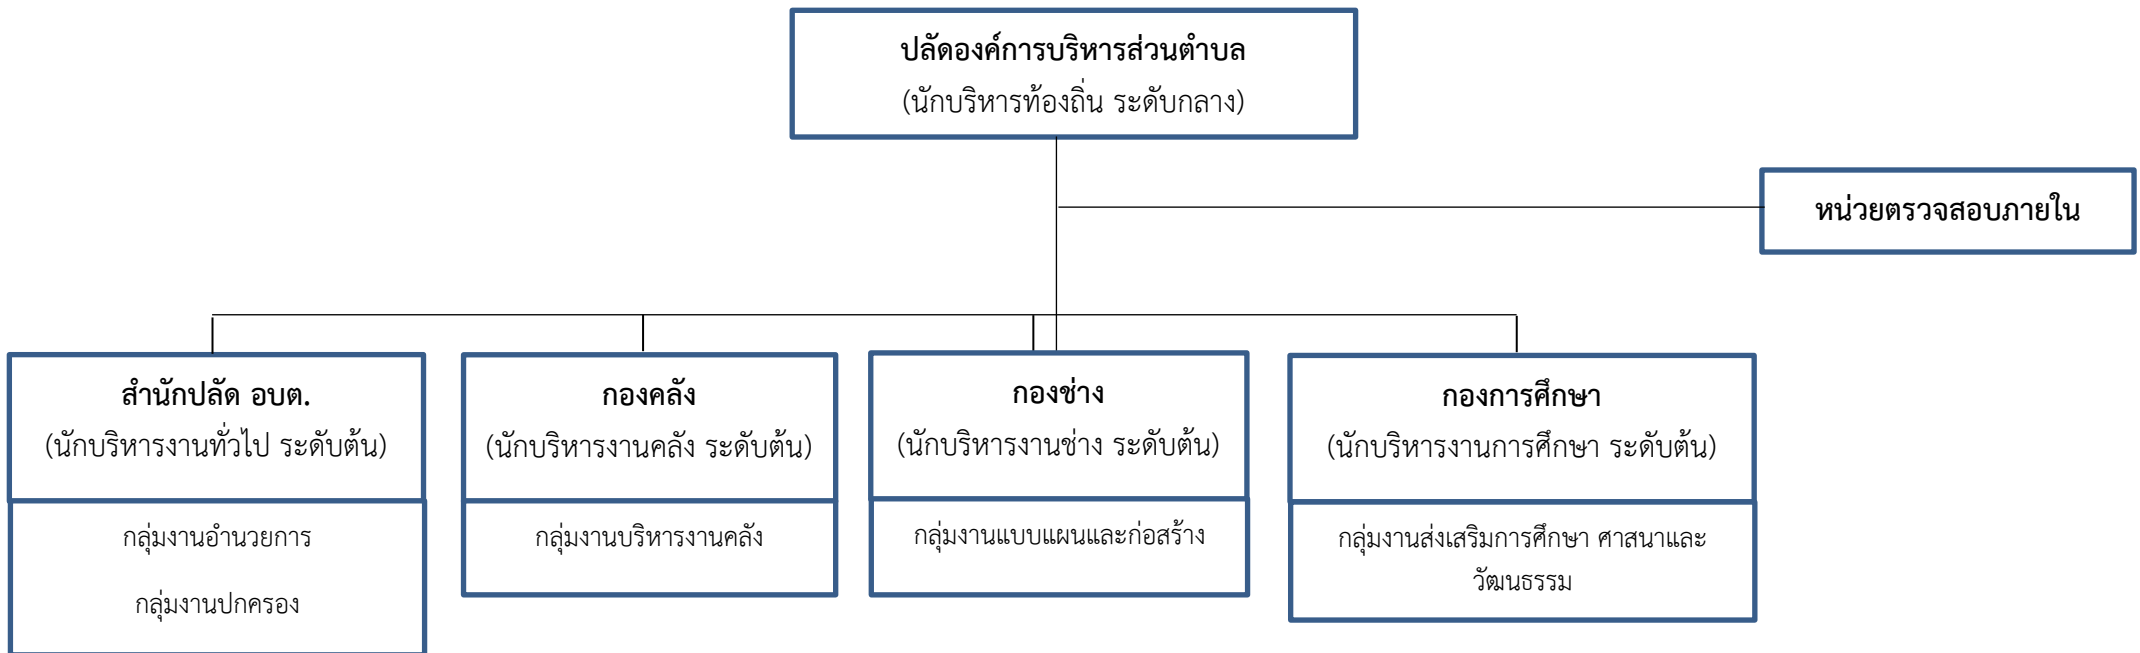 ปลัดองค์การบริหารส่วนตำบล
(นักบริหารท้องถิ่น ระดับกลาง)
หน่วยตรวจสอบภายใน
สำนักปลัด อบต.
(นักบริหารงานทั่วไป ระดับต้น)
กลุ่มงานอำนวยการ
กลุ่มงานปกครอง
กองคลัง
(นักบริหารงานคลัง ระดับต้น)
กลุ่มงานบริหารงานคลัง
กองช่าง
(นักบริหารงานช่าง ระดับต้น)
กลุ่มงานแบบแผนและก่อสร้าง
กองการศึกษา
(นักบริหารงานการศึกษา ระดับต้น)
กลุ่มงานส่งเสริมการศึกษา ศาสนาและ
วัฒนธรรม